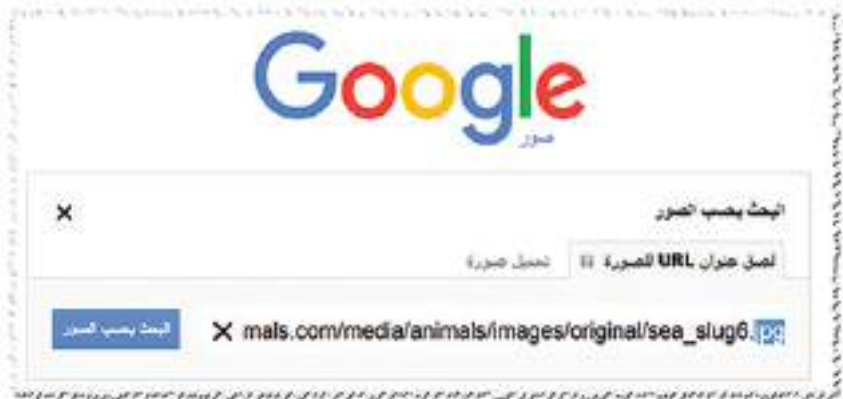 Google
صور
البحث بحسب الصور
لصق عنوان URL للصورة
تحميل صورة
mals.com/media/animals/images/original/sea_slug6.jpg
البحث بحسب الصور